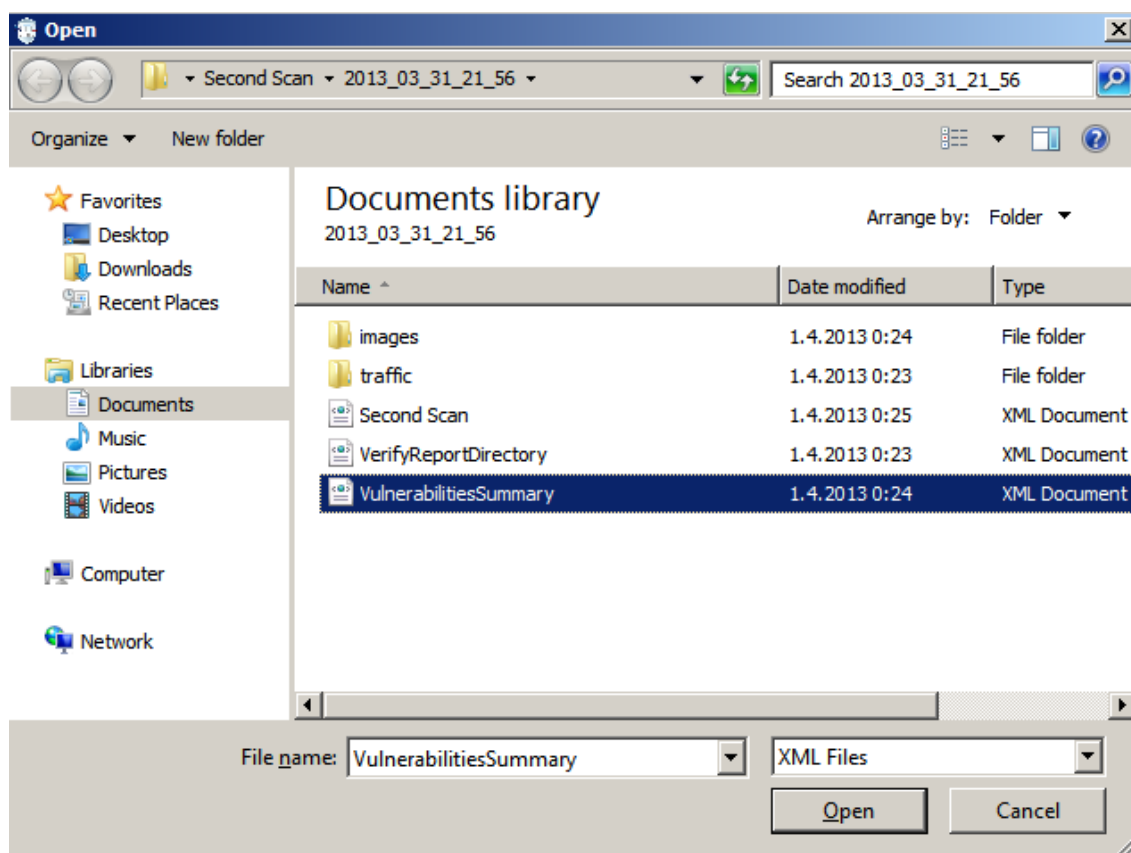 Open
Second Scan 2013_03_31_21_56
Search 2013_03_31_21_56
Organize New folder
Favorites
Desktop
Downloads
Recent Places
Libraries
Documents
Music
Pictures
Videos
Computer
Network
Documents library
2013_03_31_21_56
Arrange by: Folder
Name Date modified Type
images 1.4.2013 0:24 File folder
traffic 1.4.2013 0:23 File folder
Second Scan 1.4.2013 0:25 XML Document
VerifyReportDirectory 1.4.2013 0:23 XML Document
VulnerabilitiesSummary 1.4.2013 0:24 XML Document
File name: VulnerabilitiesSummary XML Files
Open Cancel